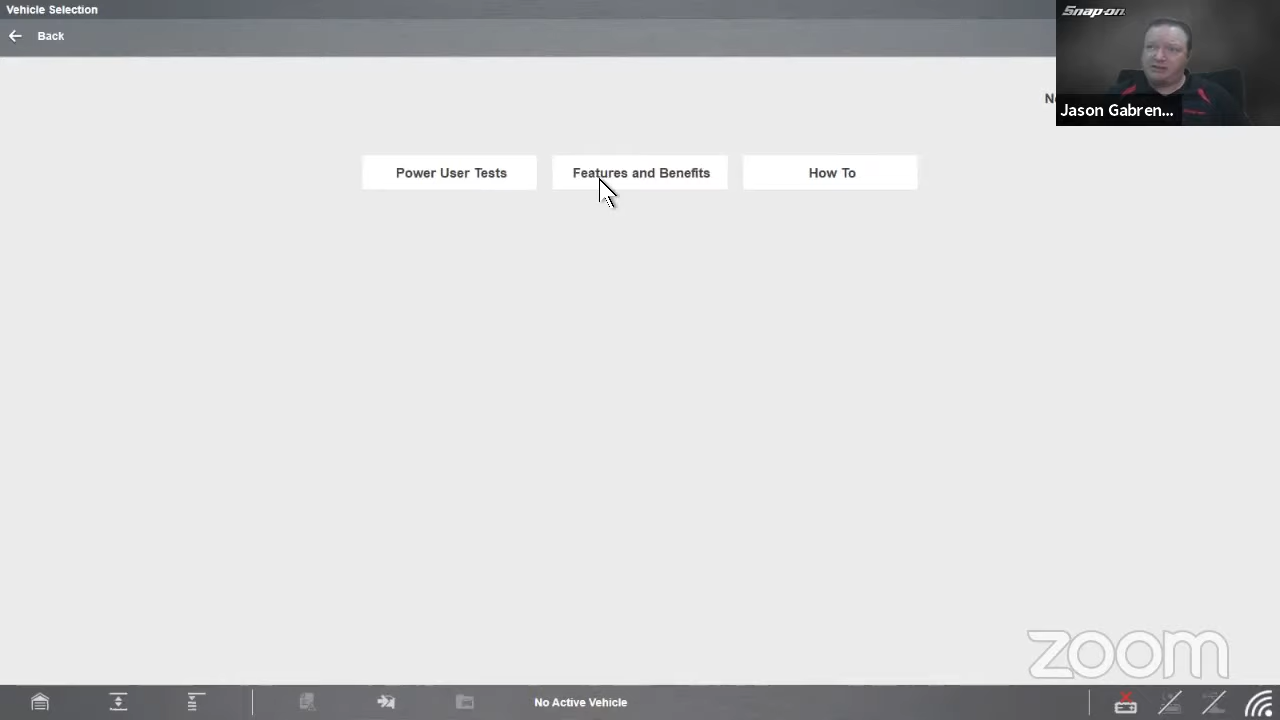 Vehicle Selection
Back
Snap-on
Jason Gabren...
Power User Tests
Features and Benefits
How To
No Active Vehicle
zoom